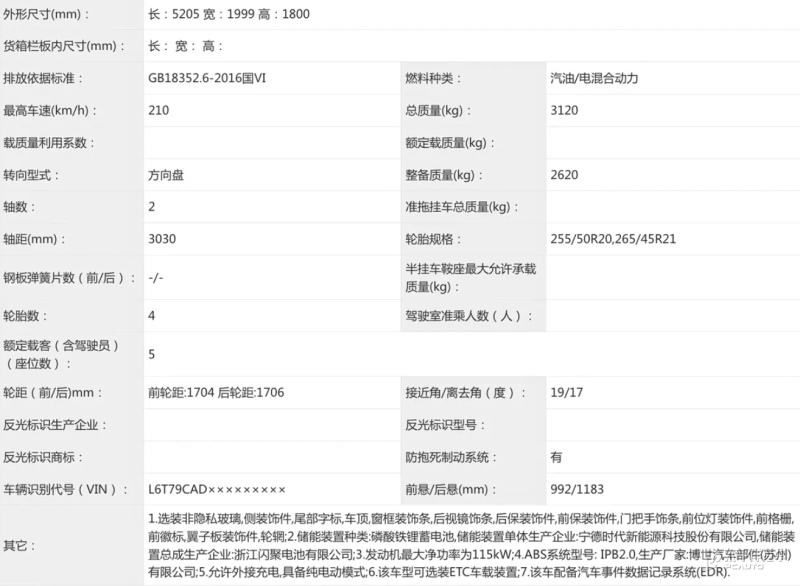 外形尺寸(mm)： 长：5205 宽：1999 高：1800
货箱栏板内尺寸(mm)： 长： 宽： 高：
排放依据标准： GB18352.6-2016国Ⅵ 燃料种类： 汽油/电混合动力
最高车速(km/h)： 210 总质量(kg)： 3120
载质量利用系数： 额定载质量(kg)：
转向型式： 方向盘 整备质量(kg)： 2620
轴数： 2 准拖挂车总质量(kg)：
轴距(mm)： 3030 轮胎规格： 255/50R20,265/45R21
钢板弹簧片数（前/后）： -/- 半挂车鞍座最大允许承载
质量(kg)：
轮胎数： 4 驾驶室准乘人数（人）：
额定载客（含驾驶员）
（座位数）： 5
轮距（前/后)mm： 前轮距:1704 后轮距:1706 接近角/离去角（度）： 19/17
反光标识生产企业： 反光标识型号：
反光标识商标： 防抱死制动系统： 有
车辆识别代号（VIN）： L6T79CAD××××××××× 前悬/后悬(mm)： 992/1183
其它： 1.选装非隐私玻璃,侧装饰件,尾部字标,车顶,窗框装饰条,后视镜饰条,后保装饰件,前保装饰件,门把手饰条,前位灯装饰件,前格栅,
前徽标,翼子板装饰件,轮辋;2.储能装置种类:磷酸铁锂蓄电池,储能装置单体生产企业:宁德时代新能源科技股份有限公司,储能装
置总成生产企业:浙江闪聚电池有限公司;3.发动机最大净功率为115kW;4.ABS系统型号: IPB2.0,生产厂家:博世汽车部件(苏州)
有限公司;5.允许外接充电,具备纯电动模式;6.该车型可选装ETC车载装置;7.该车配备汽车事件数据记录系统(EDR).
PCAUTO